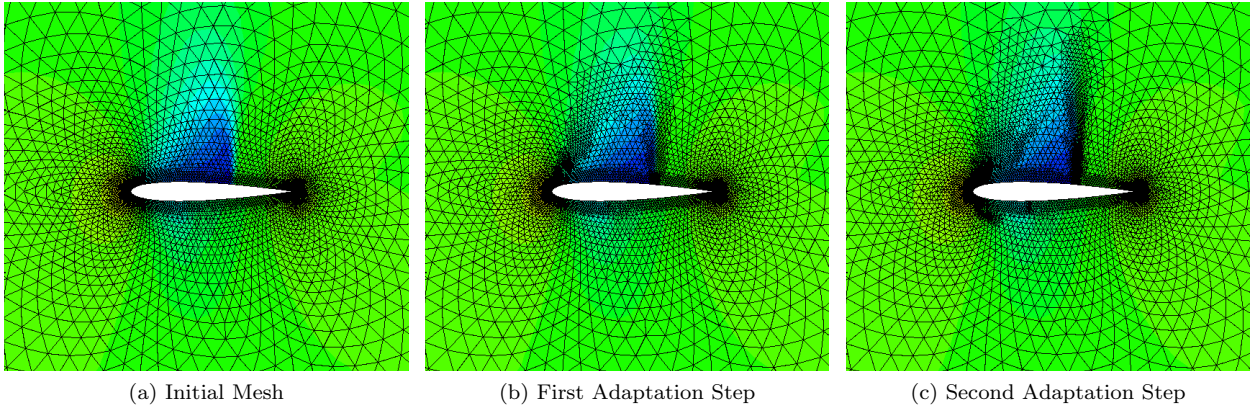 (a) Initial Mesh
(b) First Adaptation Step
(c) Second Adaptation Step